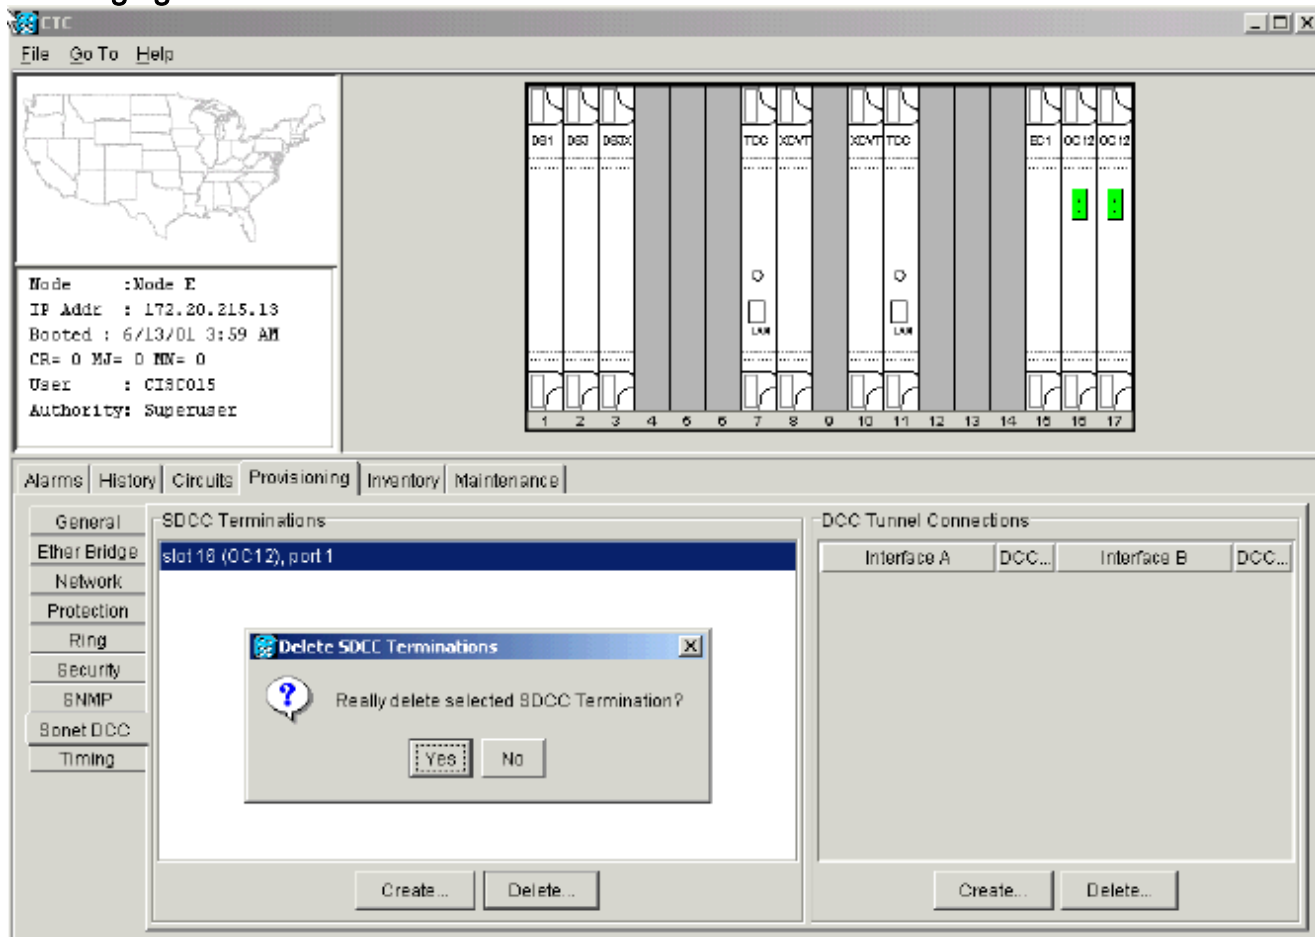 CTC
File Go To Help
DS1 DS3 DS3X TCC XCVT XCVT TCC EC1 OC12 OC12
LAN LAN
1 2 3 4 5 6 7 8 9 10 11 12 13 14 15 16 17
Node :Node E
IP Addr : 172.20.215.13
Booted : 6/13/01 3:59 AM
CR= 0 MJ= 0 MN= 0
User : CISCO15
Authority: Superuser
Alarms History Circuits Provisioning Inventory Maintenance
General
Ether Bridge
Network
Protection
Ring
Security
SNMP
Sonet DCC
Timing
SDCC Terminations
slot 16 (OC12), port 1
Delete SDCC Terminations
Really delete selected SDCC Termination?
Yes No
Create... Delete...
DCC Tunnel Connections
Interface A DCC... Interface B DCC...
Create... Delete...